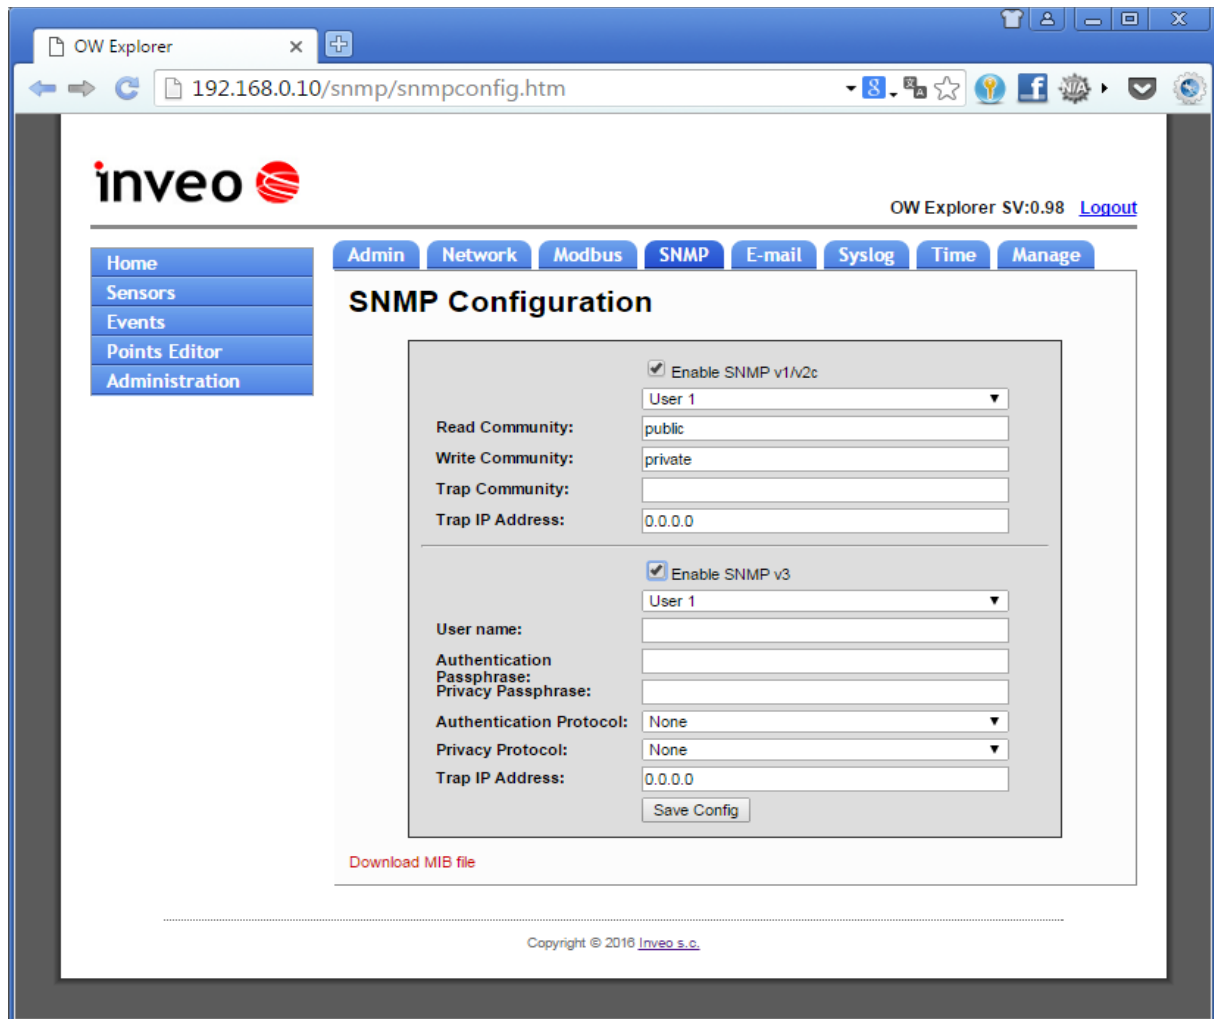 OW Explorer
192.168.0.10/snmp/snmpconfig.htm
inveo
OW Explorer SV:0.98 Logout
Home
Sensors
Events
Points Editor
Administration
Admin Network Modbus SNMP E-mail Syslog Time Manage
SNMP Configuration
Enable SNMP v1/v2c
User 1
Read Community: public
Write Community: private
Trap Community:
Trap IP Address: 0.0.0.0
Enable SNMP v3
User 1
User name:
Authentication
Passphrase:
Privacy Passphrase:
Authentication Protocol: None
Privacy Protocol: None
Trap IP Address: 0.0.0.0
Save Config
Download MIB file
Copyright © 2016 Inveo s.c.